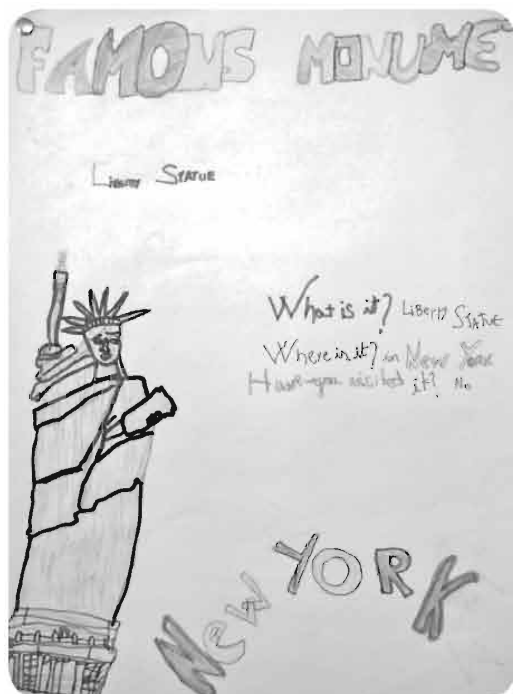 FAMOUS MONUME
LIBERTY STATUE
What is it? LIBERTY STATUE
Where is it? in New York
Have you visited it? No
New YORK